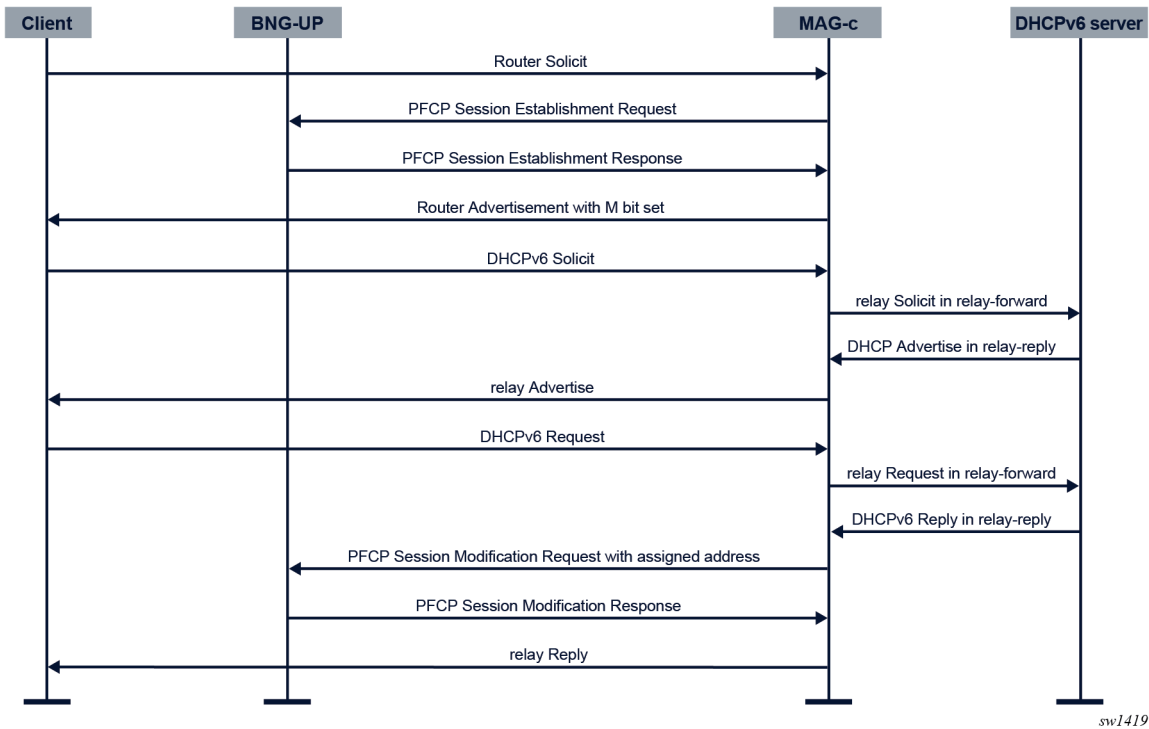 Client
BNG-UP
MAG-c
DHCPv6 server
Router Solicit
PFCP Session Establishment Request
PFCP Session Establishment Response
Router Advertisement with M bit set
DHCPv6 Solicit
relay Solicit in relay-forward
DHCP Advertise in relay-reply
relay Advertise
DHCPv6 Request
relay Request in relay-forward
DHCPv6 Reply in relay-reply
PFCP Session Modification Request with assigned address
PFCP Session Modification Response
relay Reply
sw1419